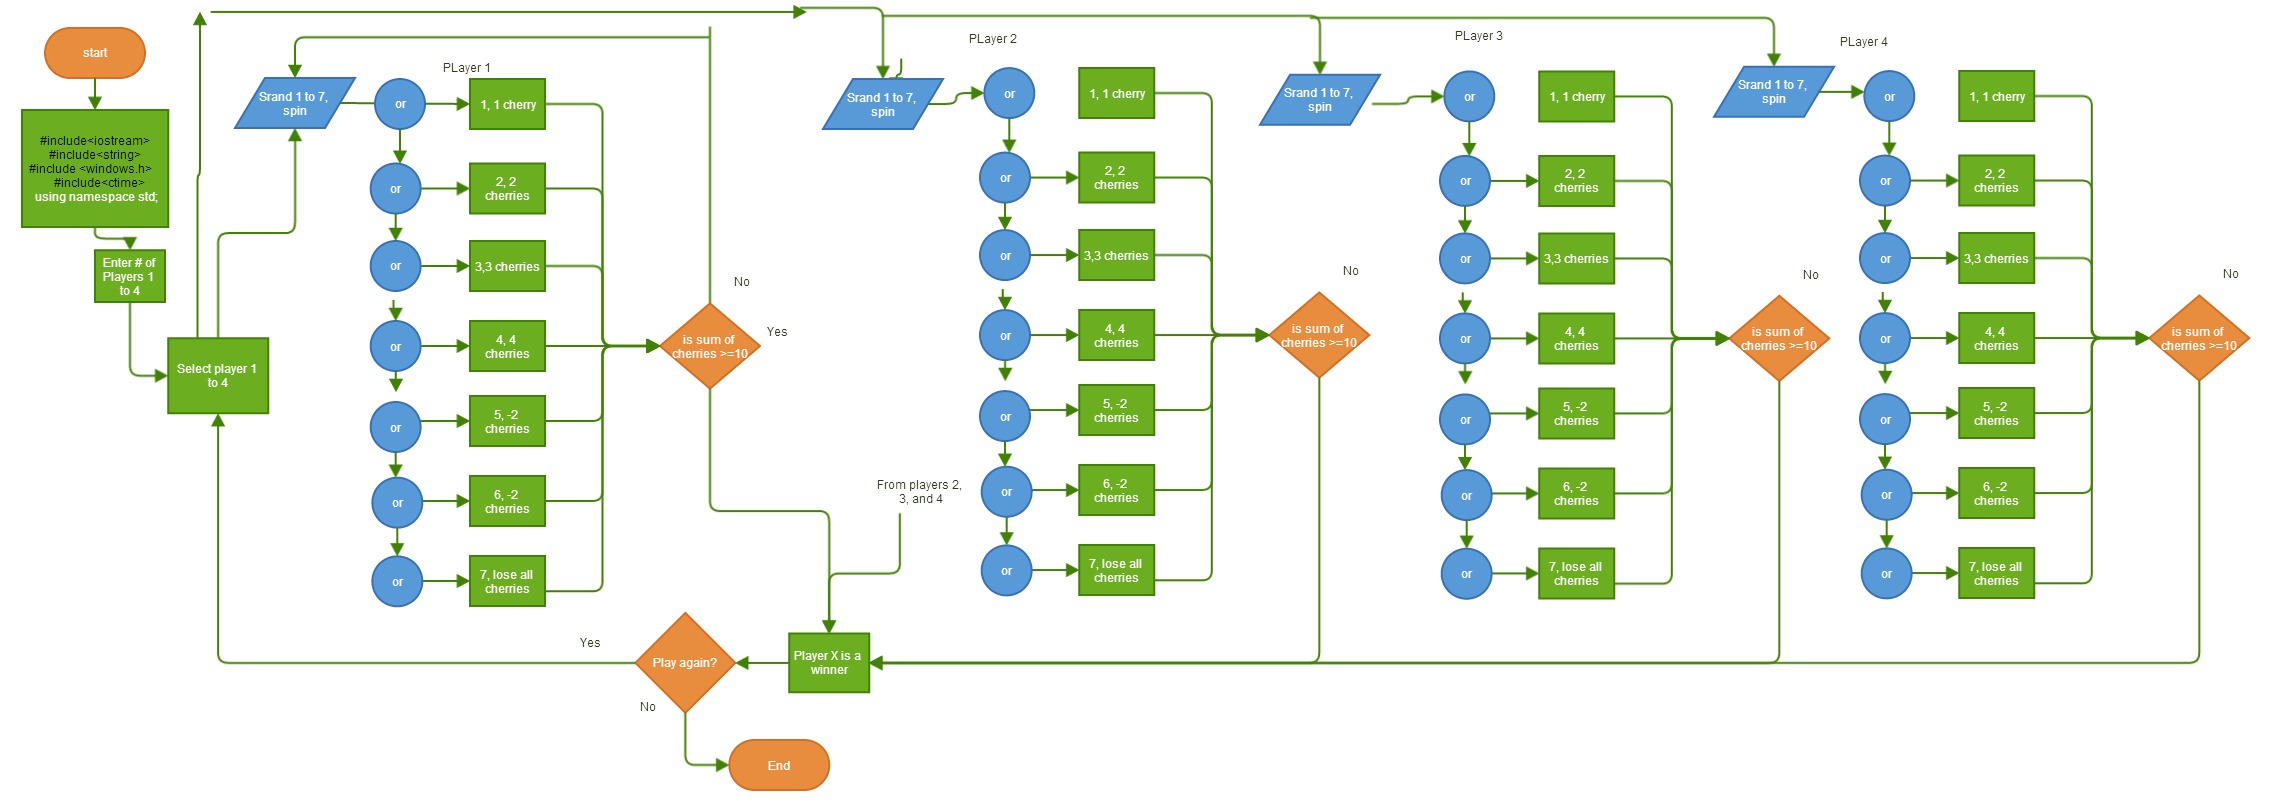 start
#include<iostream>
#include<string>
#include <windows.h>
#include<ctime>
using namespace std;
Enter # of
Players 1
to 4
Select player 1
to 4
PLayer 1
Srand 1 to 7,
spin
or
1, 1 cherry
or
2, 2
cherries
or
3,3 cherries
or
4, 4
cherries
or
5, -2
cherries
or
6, -2
cherries
or
7, lose all
cherries
No
Yes
is sum of
cherries >=10
PLayer 2
Srand 1 to 7,
spin
or
1, 1 cherry
or
2, 2
cherries
or
3,3 cherries
or
4, 4
cherries
or
5, -2
cherries
or
6, -2
cherries
or
7, lose all
cherries
No
is sum of
cherries >=10
PLayer 3
Srand 1 to 7,
spin
or
1, 1 cherry
or
2, 2
cherries
or
3,3 cherries
or
4, 4
cherries
or
5, -2
cherries
or
6, -2
cherries
or
7, lose all
cherries
No
is sum of
cherries >=10
PLayer 4
Srand 1 to 7,
spin
or
1, 1 cherry
or
2, 2
cherries
or
3,3 cherries
or
4, 4
cherries
or
5, -2
cherries
or
6, -2
cherries
or
7, lose all
cherries
No
is sum of
cherries >=10
From players 2,
3, and 4
Player X is a
winner
Play again?
Yes
No
End